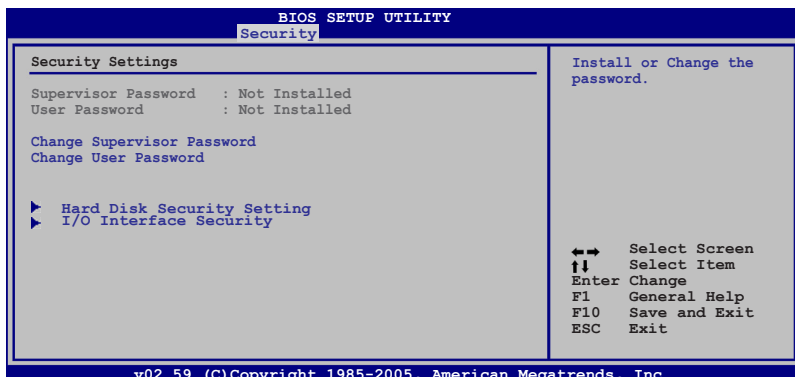 BIOS SETUP UTILITY
Security
Security Settings
Supervisor Password : Not Installed
User Password : Not Installed
Change Supervisor Password
Change User Password
Hard Disk Security Setting
I/O Interface Security
Install or Change the
password.
Select Screen
Select Item
Enter Change
F1 General Help
F10 Save and Exit
ESC Exit
v02.59 (C)Copyright 1985-2005, American Megatrends, Inc.